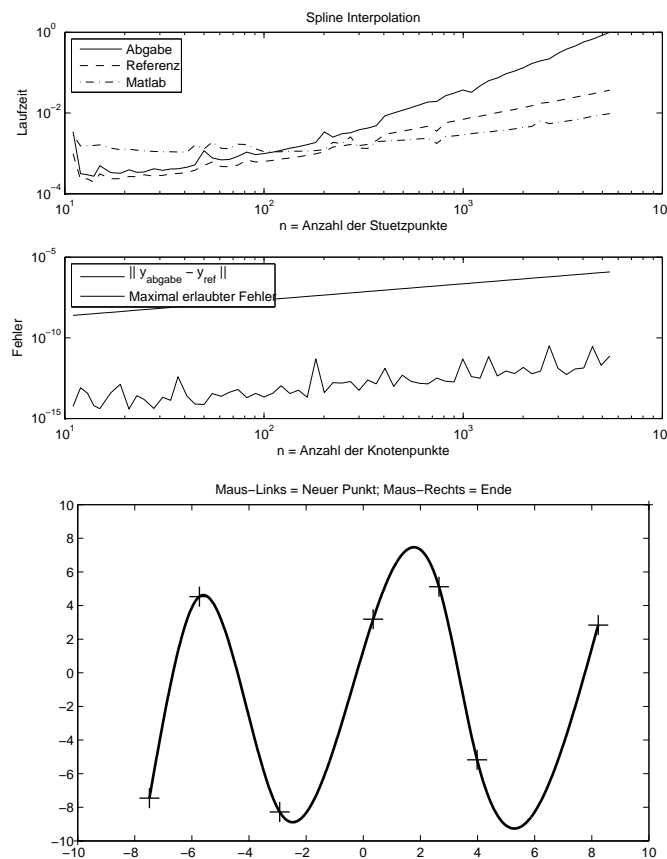 Spline Interpolation
Laufzeit
10^0
10^−2
10^−4
Abgabe
Referenz
Matlab
10^1 10^2 10^3 10
n = Anzahl der Stuetzpunkte
Fehler
10^−5
10^−10
10^−15
|| y_abgabe − y_ref ||
Maximal erlaubter Fehler
10^1 10^2 10^3 10
n = Anzahl der Knotenpunkte
Maus−Links = Neuer Punkt; Maus−Rechts = Ende
10
8
6
4
2
0
−2
−4
−6
−8
−10
−10 −8 −6 −4 −2 0 2 4 6 8 10